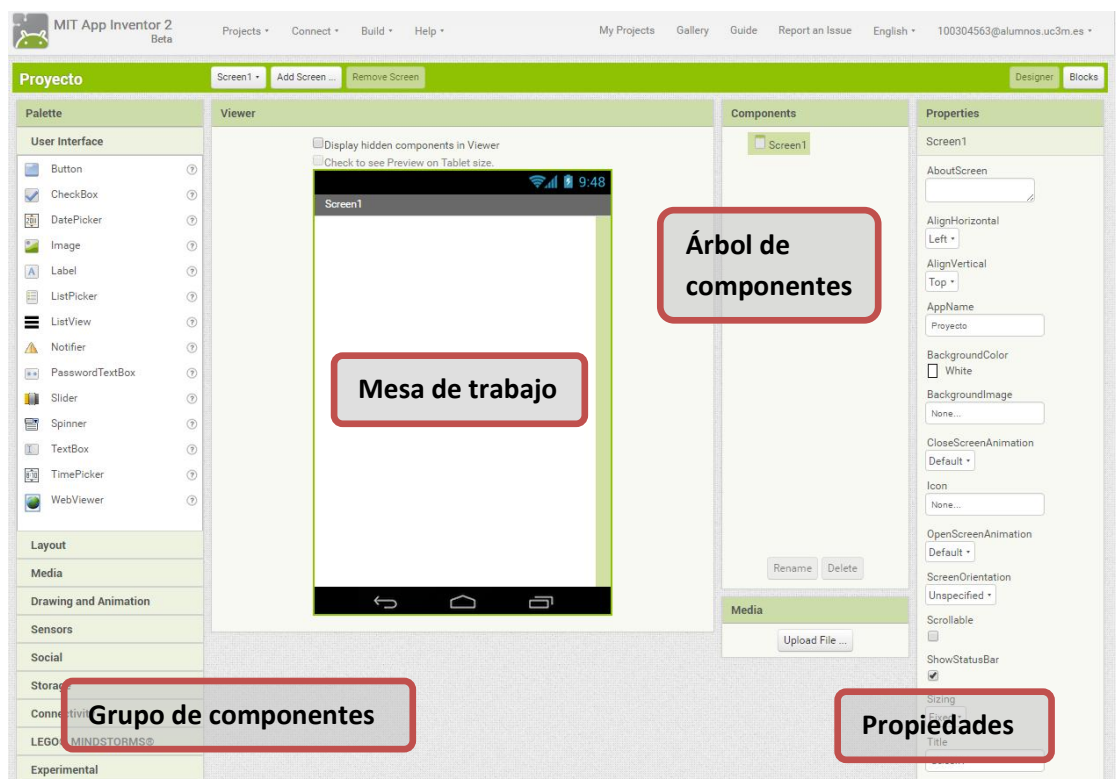 MIT App Inventor 2
Beta
Projects
Connect
Build
Help
My Projects
Gallery
Guide
Report an Issue
English
100304563@alumnos.uc3m.es
Proyecto
Screen1
Add Screen ...
Remove Screen
Designer
Blocks
Palette
User Interface
Button
CheckBox
DatePicker
Image
Label
ListPicker
ListView
Notifier
PasswordTextBox
Slider
Spinner
TextBox
TimePicker
WebViewer
Layout
Media
Drawing and Animation
Sensors
Social
Storage
Connectivity
LEGO® MINDSTORMS®
Experimental
Grupo de componentes
Viewer
Display hidden components in Viewer
Check to see Preview on Tablet size.
9:48
Screen1
Mesa de trabajo
Components
Screen1
Árbol de
componentes
Rename
Delete
Media
Upload File ...
Properties
Screen1
AboutScreen
AlignHorizontal
Left
AlignVertical
Top
AppName
Proyecto
BackgroundColor
White
BackgroundImage
None...
CloseScreenAnimation
Default
Icon
None...
OpenScreenAnimation
Default
ScreenOrientation
Unspecified
Scrollable
ShowStatusBar
Sizing
Fixed
Propiedades
Title